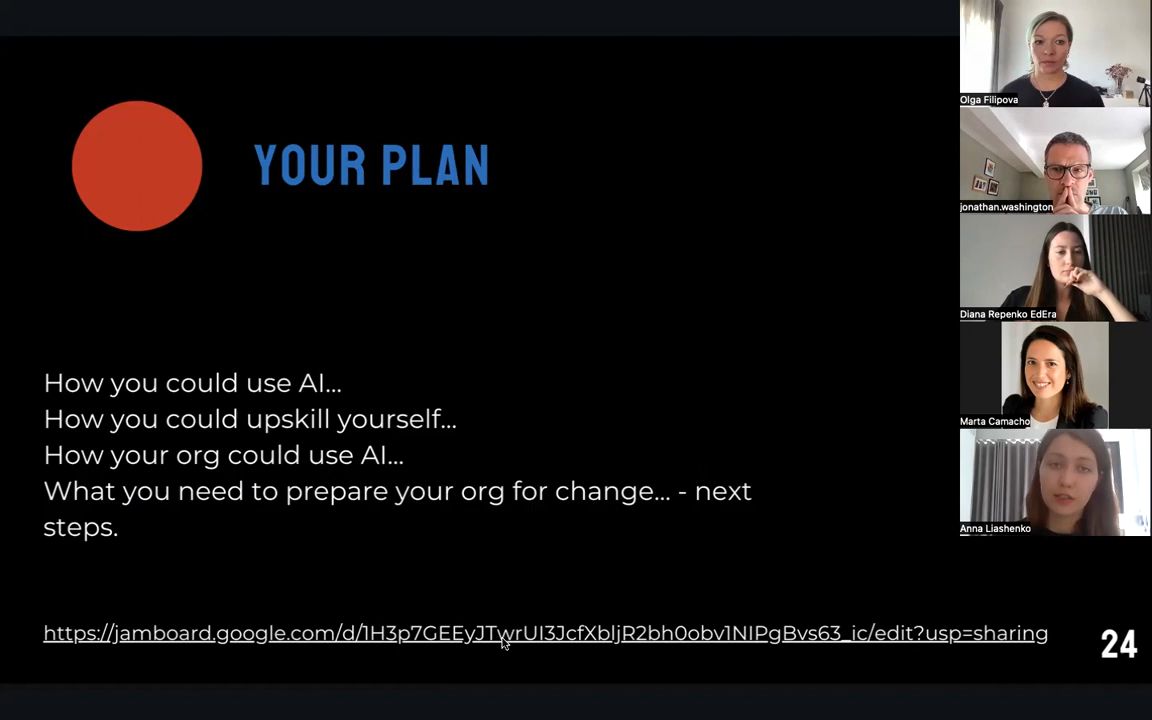 YOUR PLAN
How you could use AI...
How you could upskill yourself...
How your org could use AI...
What you need to prepare your org for change... - next
steps.
https://jamboard.google.com/d/1H3p7GEEyJTwrUI3JcfXbljR2bh0obv1NIPgBvs63_ic/edit?usp=sharing
24
Olga Filipova
jonathan.washington
Diana Repenko EdEra
Marta Camacho
Anna Liashenko